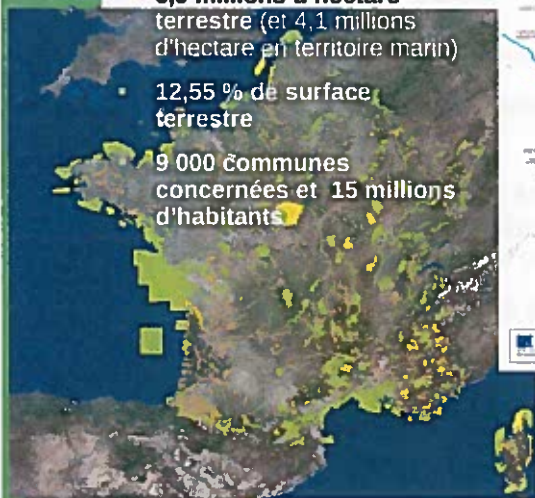 terrestre (et 4,1 millions
d'hectare en territoire marin)
12,55 % de surface
terrestre
9 000 communes
concernées et 15 millions
d'habitants